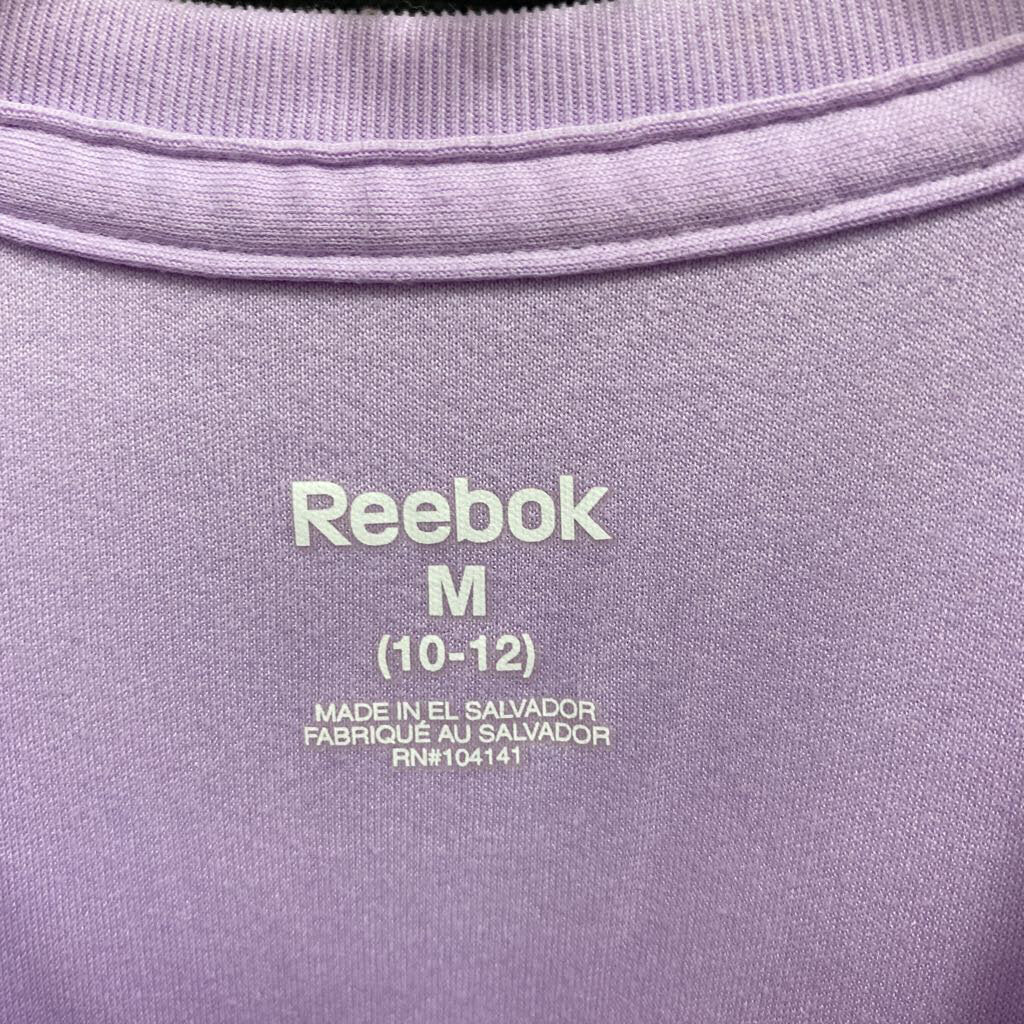 Reebok
M
(10-12)
MADE IN EL SALVADOR
FABRIQUÉ AU SALVADOR
RN#104141